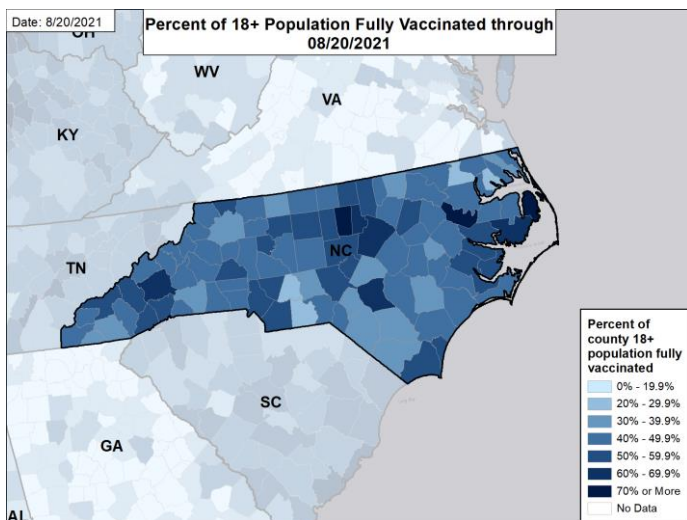 Date: 8/20/2021
Percent of 18+ Population Fully Vaccinated through
08/20/2021
OH
WV
VA
KY
NC
TN
SC
GA
AL
Percent of
county 18+
population fully
vaccinated
0% - 19.9%
20% - 29.9%
30% - 39.9%
40% - 49.9%
50% - 59.9%
60% - 69.9%
70% or More
No Data